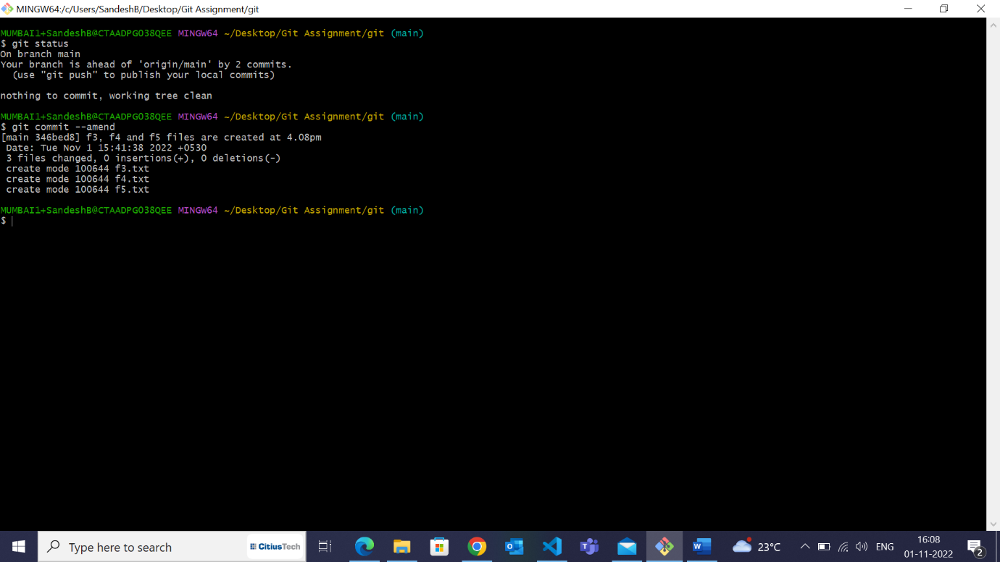 MINGW64:/c/Users/SandeshB/Desktop/Git Assignment/git
MUMBAI1+SandeshB@CTAADPG038QEE MINGW64 ~/Desktop/Git Assignment/git (main)
$ git status
On branch main
Your branch is ahead of 'origin/main' by 2 commits.
  (use "git push" to publish your local commits)
nothing to commit, working tree clean
MUMBAI1+SandeshB@CTAADPG038QEE MINGW64 ~/Desktop/Git Assignment/git (main)
$ git commit --amend
[main 346bed8] f3, f4 and f5 files are created at 4.08pm
 Date: Tue Nov 1 15:41:38 2022 +0530
 3 files changed, 0 insertions(+), 0 deletions(-)
 create mode 100644 f3.txt
 create mode 100644 f4.txt
 create mode 100644 f5.txt
MUMBAI1+SandeshB@CTAADPG038QEE MINGW64 ~/Desktop/Git Assignment/git (main)
$
Type here to search CitiusTech 23°C ENG 16:08
01-11-2022 2